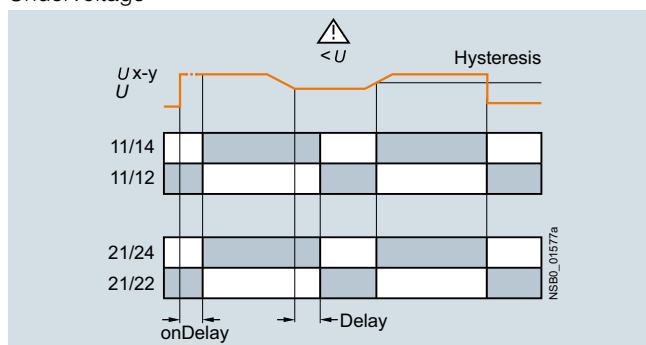 Undervoltage
< U
Hysteresis
U x-y
U
11/14
11/12
21/24
21/22
NSB0_01577a
onDelay
Delay